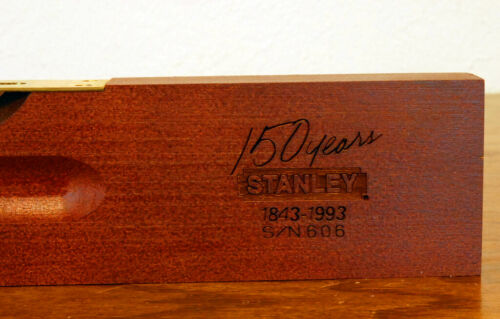 150 years
STANLEY
1843-1993
S/N 606